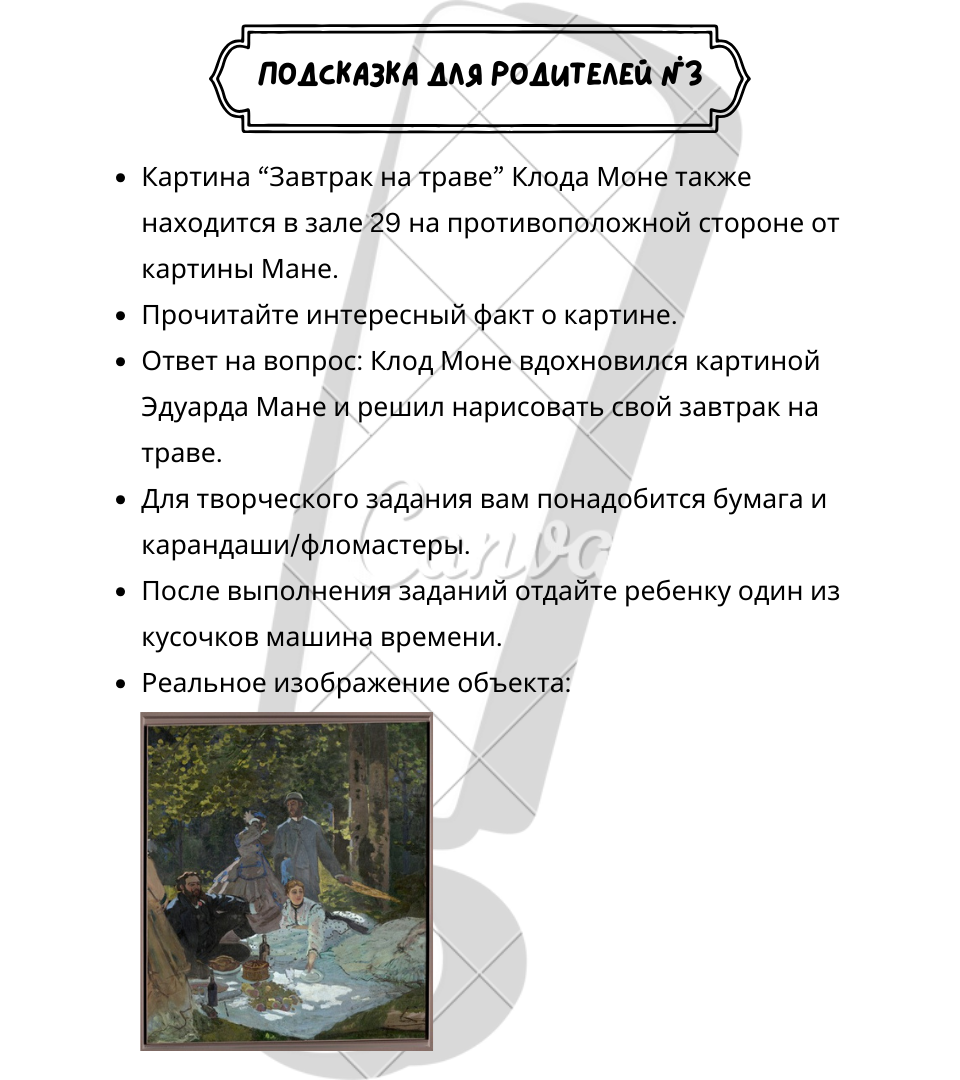 ПОДСКАЗКА ДЛЯ РОДИТЕЛЕЙ №3
• Картина “Завтрак на траве” Клода Моне также
находится в зале 29 на противоположной стороне от
картины Мане.
• Прочитайте интересный факт о картине.
• Ответ на вопрос: Клод Моне вдохновился картиной
Эдуарда Мане и решил нарисовать свой завтрак на
траве.
• Для творческого задания вам понадобится бумага и
карандаши/фломастеры.
• После выполнения заданий отдайте ребенку один из
кусочков машина времени.
• Реальное изображение объекта:
Canva